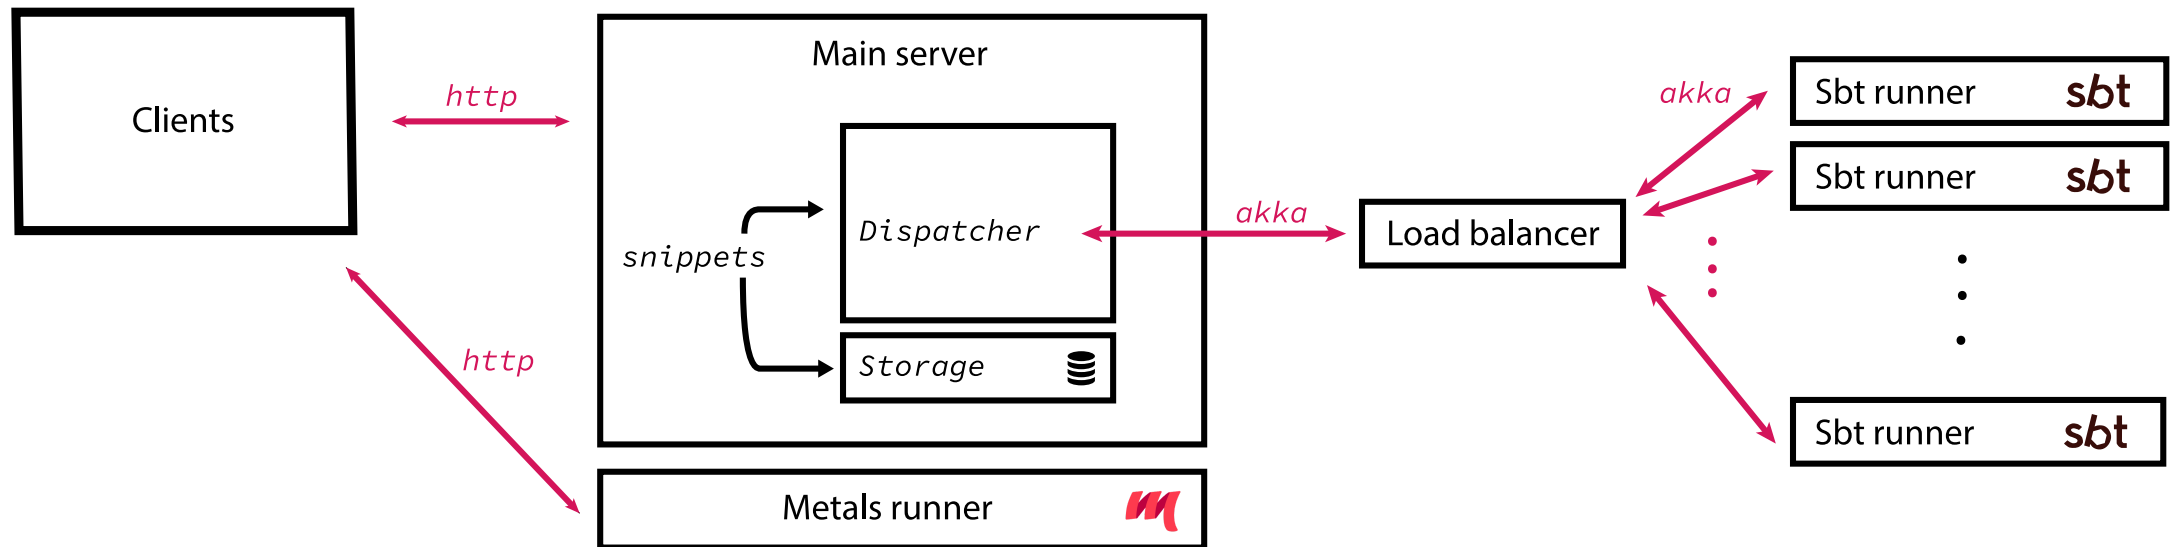 Clients
http
http
Main server
snippets
Dispatcher
Storage
Metals runner
akka
Load balancer
akka
Sbt runner sbt
Sbt runner sbt
Sbt runner sbt